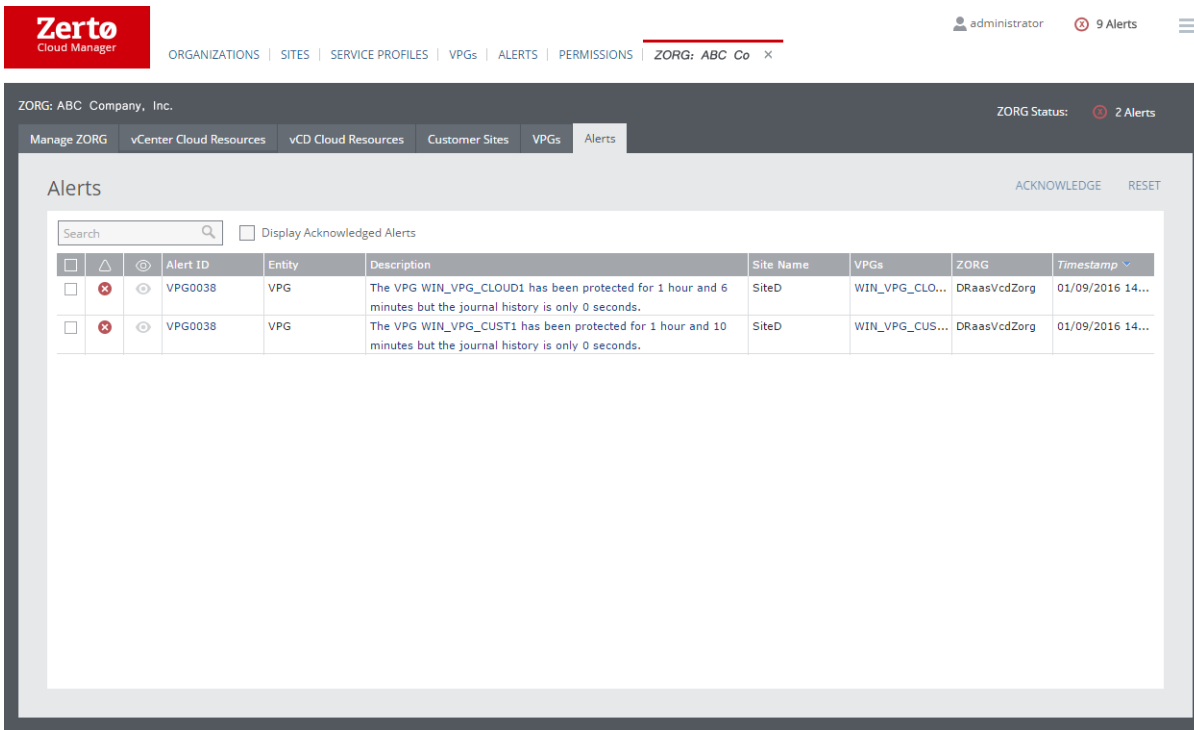 Zertø
Cloud Manager
administrator
9 Alerts
ORGANIZATIONS | SITES | SERVICE PROFILES | VPGs | ALERTS | PERMISSIONS | ZORG: ABC Co ×
ZORG: ABC Company, Inc.
ZORG Status: 2 Alerts
Manage ZORG vCenter Cloud Resources vCD Cloud Resources Customer Sites VPGs Alerts
Alerts
ACKNOWLEDGE RESET
Search
Display Acknowledged Alerts
Alert ID Entity Description Site Name VPGs ZORG Timestamp
VPG0038 VPG The VPG WIN_VPG_CLOUD1 has been protected for 1 hour and 6 SiteD WIN_VPG_CLO... DRaasVcdZorg 01/09/2016 14...
minutes but the journal history is only 0 seconds.
VPG0038 VPG The VPG WIN_VPG_CUST1 has been protected for 1 hour and 10 SiteD WIN_VPG_CUS... DRaasVcdZorg 01/09/2016 14...
minutes but the journal history is only 0 seconds.